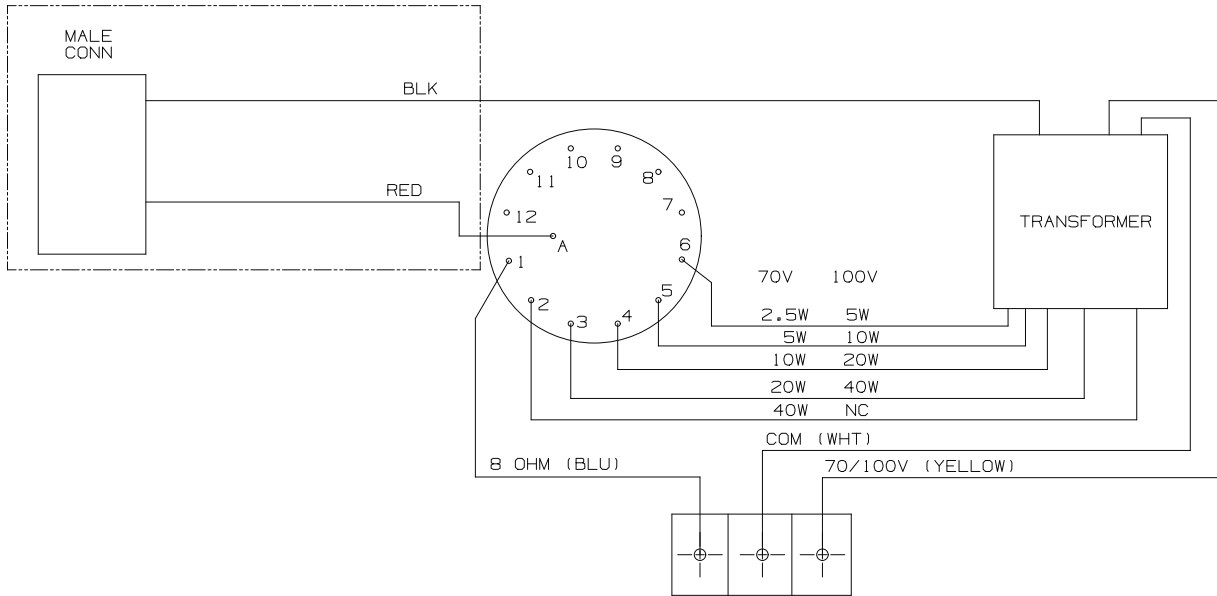 MALE
CONN
BLK
RED
10 9
11 8
12 7
A
1 6
2 5
3 4
TRANSFORMER
70V 100V
2.5W 5W
5W 10W
10W 20W
20W 40W
40W NC
COM (WHT)
8 OHM (BLU)
70/100V (YELLOW)